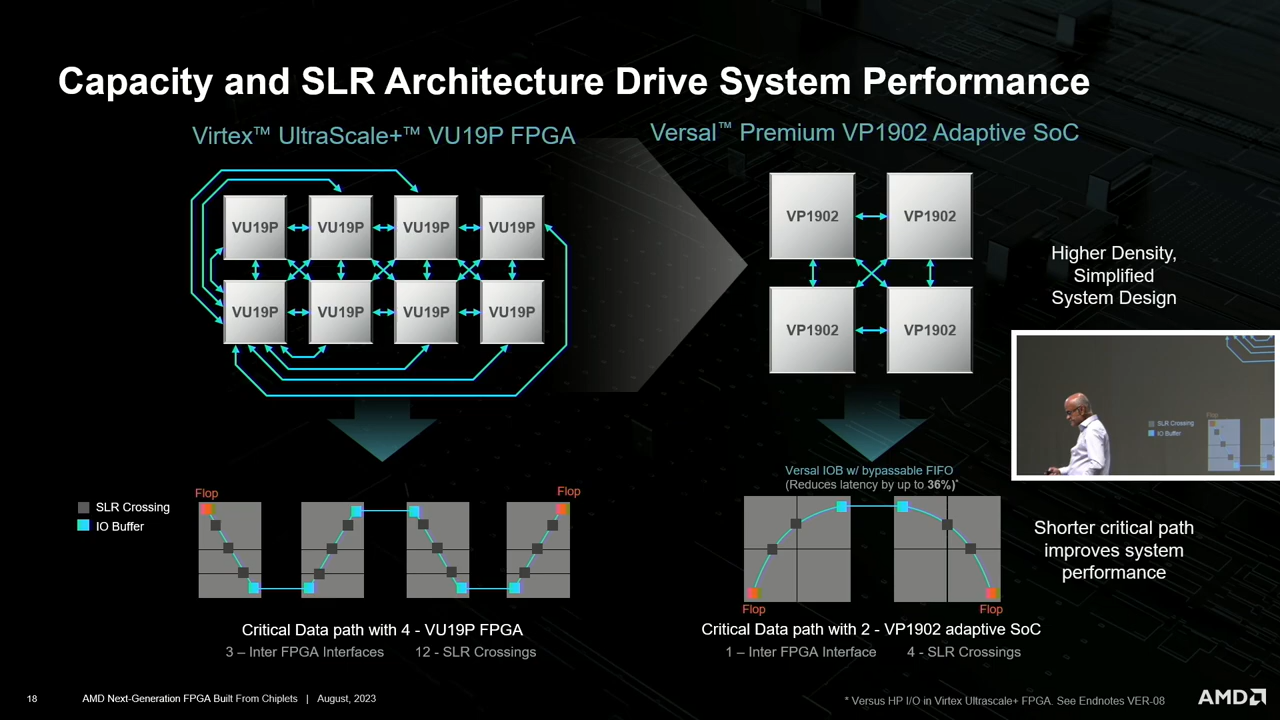 Capacity and SLR Architecture Drive System Performance
Virtex™ UltraScale+™ VU19P FPGA
Versal™ Premium VP1902 Adaptive SoC
VU19P VU19P VU19P VU19P
VU19P VU19P VU19P VU19P
VP1902 VP1902
VP1902 VP1902
Higher Density,
Simplified
System Design
SLR Crossing
IO Buffer
Flop
Flop
Versal IOB w/ bypassable FIFO
(Reduces latency by up to 36%)*
Flop
SLR Crossing
IO Buffer
Shorter critical path
improves system
performance
Flop
Flop
Critical Data path with 4 - VU19P FPGA
3 – Inter FPGA Interfaces 12 - SLR Crossings
Critical Data path with 2 - VP1902 adaptive SoC
1 – Inter FPGA Interface 4 - SLR Crossings
18 AMD Next-Generation FPGA Built From Chiplets | August, 2023
* Versus HP I/O in Virtex Ultrascale+ FPGA. See Endnotes VER-08
AMD